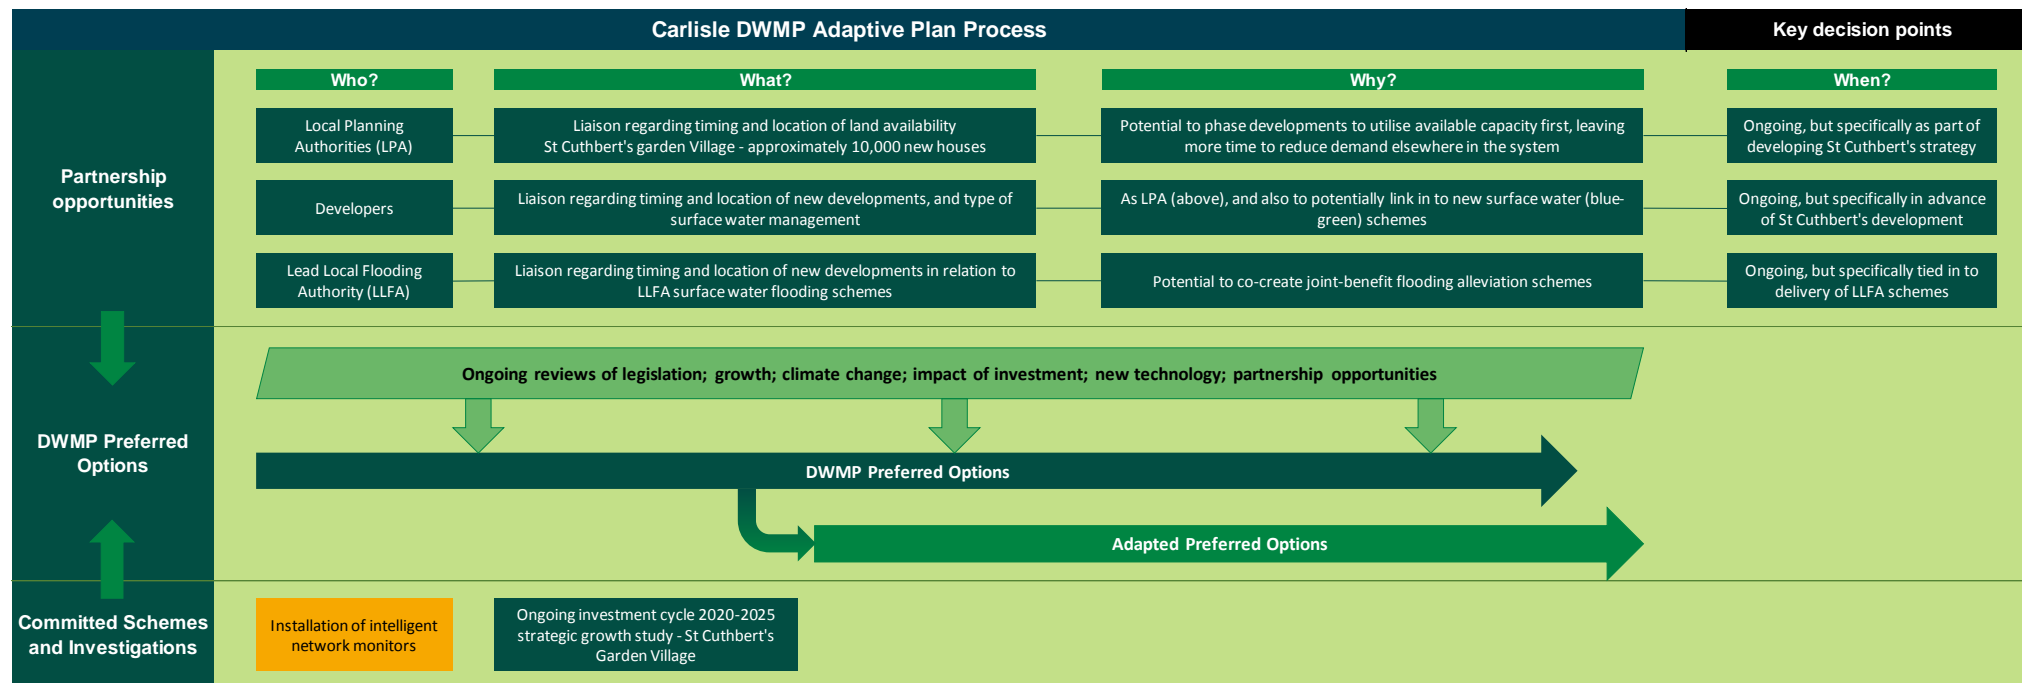 Carlisle DWMP Adaptive Plan Process
Key decision points
Partnership
opportunities
Who?
What?
Why?
When?
Local Planning
Authorities (LPA)
Liaison regarding timing and location of land availability
St Cuthbert's garden Village - approximately 10,000 new houses
Potential to phase developments to utilise available capacity first, leaving
more time to reduce demand elsewhere in the system
Ongoing, but specifically as part of
developing St Cuthbert's strategy
Developers
Liaison regarding timing and location of new developments, and type of
surface water management
As LPA (above), and also to potentially link in to new surface water (blue-
green) schemes
Ongoing, but specifically in advance
of St Cuthbert's development
Lead Local Flooding
Authority (LLFA)
Liaison regarding timing and location of new developments in relation to
LLFA surface water flooding schemes
Potential to co-create joint-benefit flooding alleviation schemes
Ongoing, but specifically tied in to
delivery of LLFA schemes
DWMP Preferred
Options
Ongoing reviews of legislation; growth; climate change; impact of investment; new technology; partnership opportunities
DWMP Preferred Options
Adapted Preferred Options
Committed Schemes
and Investigations
Installation of intelligent
network monitors
Ongoing investment cycle 2020-2025
strategic growth study - St Cuthbert's
Garden Village